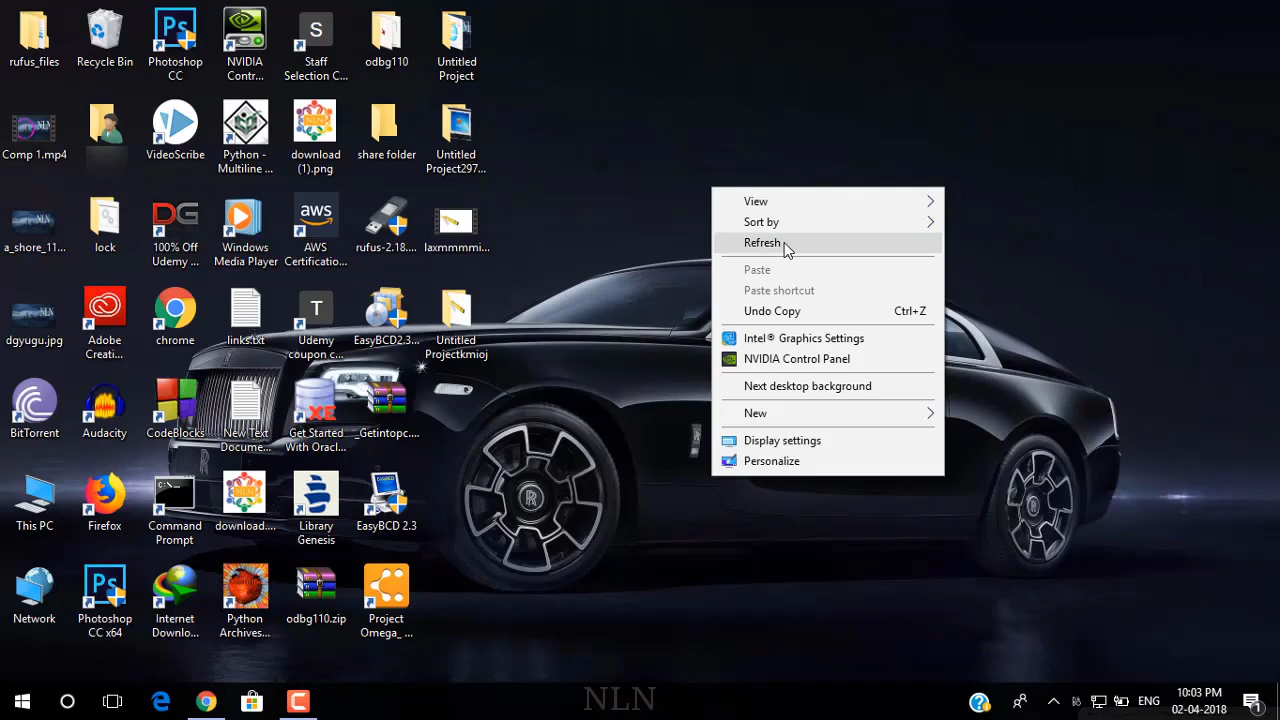 rufus_files
Recycle Bin
Photoshop
CC
NVIDIA
Contr...
S
Staff
Selection C...
odbg110
Untitled
Project
Comp 1.mp4
VideoScribe
Python -
Multiline ...
download
(1).png
share folder
Untitled
Project297...
a_shore_11...
lock
100% Off
Udemy ...
Windows
Media Player
aws
AWS
Certificatio...
rufus-2.18....
laxmmmmi...
dgyugu.jpg
Adobe
Creati...
chrome
links.txt
T
Udemy
coupon c...
EasyBCD2.3...
Untitled
Projectkmioj
BitTorrent
Audacity
CodeBlocks
New Text
Docume...
XE
Get Started
With Oracl...
_Getintopc....
This PC
Firefox
Command
Prompt
download....
Library
Genesis
EasyBCD 2.3
Network
Ps
Photoshop
CC x64
Internet
Downlo...
Python
Archives...
odbg110.zip
Project
Omega_ ...
View
Sort by
Refresh
Paste
Paste shortcut
Undo Copy Ctrl+Z
Intel® Graphics Settings
NVIDIA Control Panel
Next desktop background
New
Display settings
Personalize
NLN
ENG
10:03 PM
02-04-2018
1